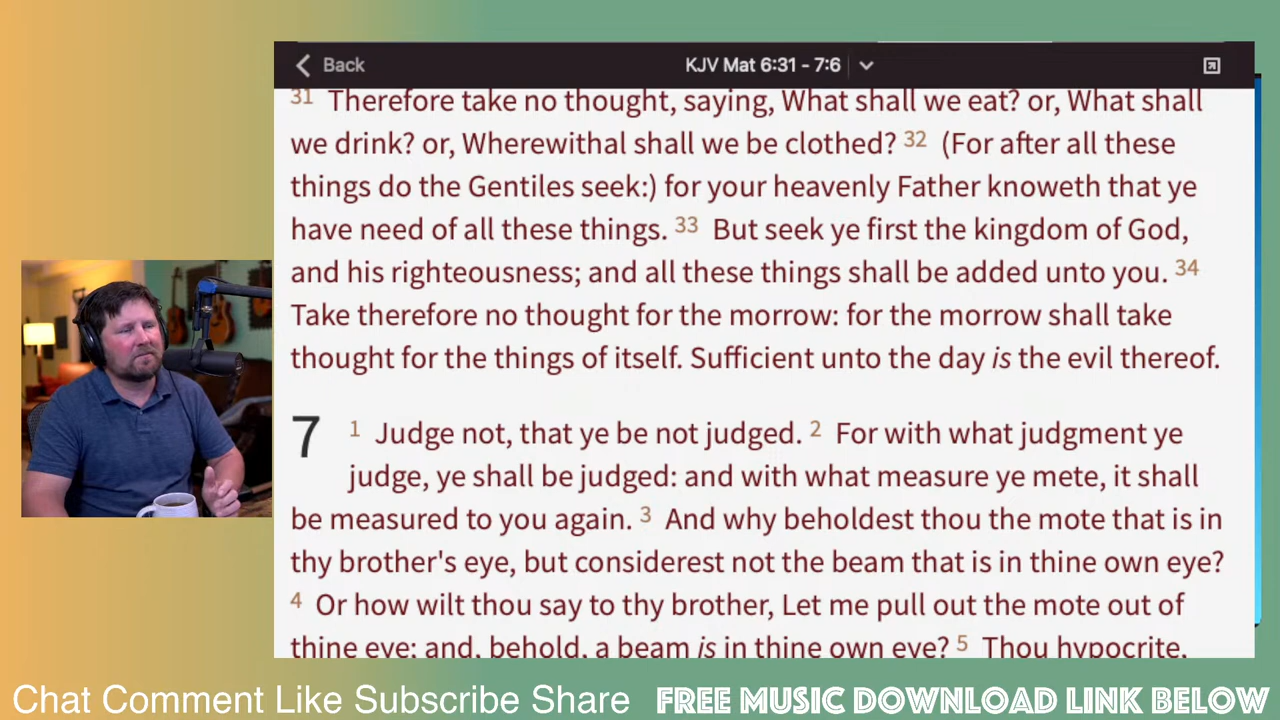 Back
KJV Mat 6:31 - 7:6
31 Therefore take no thought, saying, What shall we eat? or, What shall
we drink? or, Wherewithal shall we be clothed? 32 (For after all these
things do the Gentiles seek:) for your heavenly Father knoweth that ye
have need of all these things. 33 But seek ye first the kingdom of God,
and his righteousness; and all these things shall be added unto you. 34
Take therefore no thought for the morrow: for the morrow shall take
thought for the things of itself. Sufficient unto the day is the evil thereof.
7 1 Judge not, that ye be not judged. 2 For with what judgment ye
judge, ye shall be judged: and with what measure ye mete, it shall
be measured to you again. 3 And why beholdest thou the mote that is in
thy brother's eye, but considerest not the beam that is in thine own eye?
4 Or how wilt thou say to thy brother, Let me pull out the mote out of
thine eye; and, behold, a beam is in thine own eye? 5 Thou hypocrite,
Chat Comment Like Subscribe Share
FREE MUSIC DOWNLOAD LINK BELOW